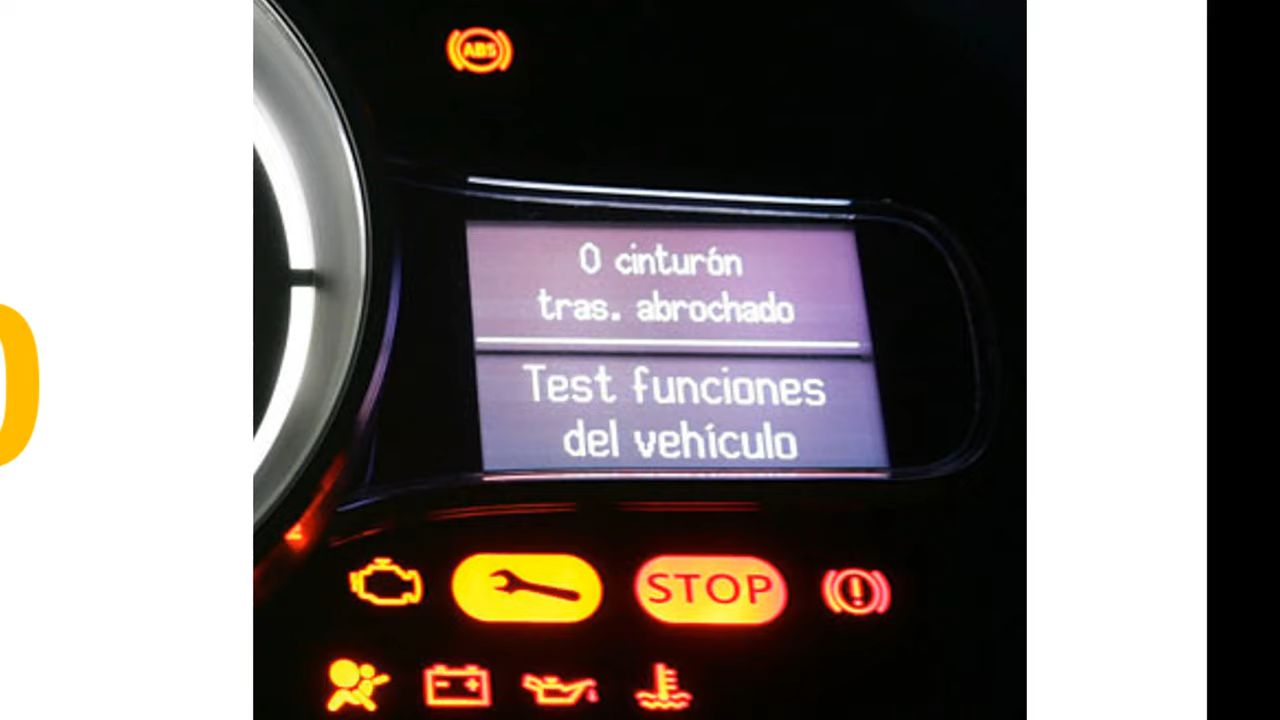 ABS
0 cinturón
tras. abrochado
Test funciones
del vehículo
STOP